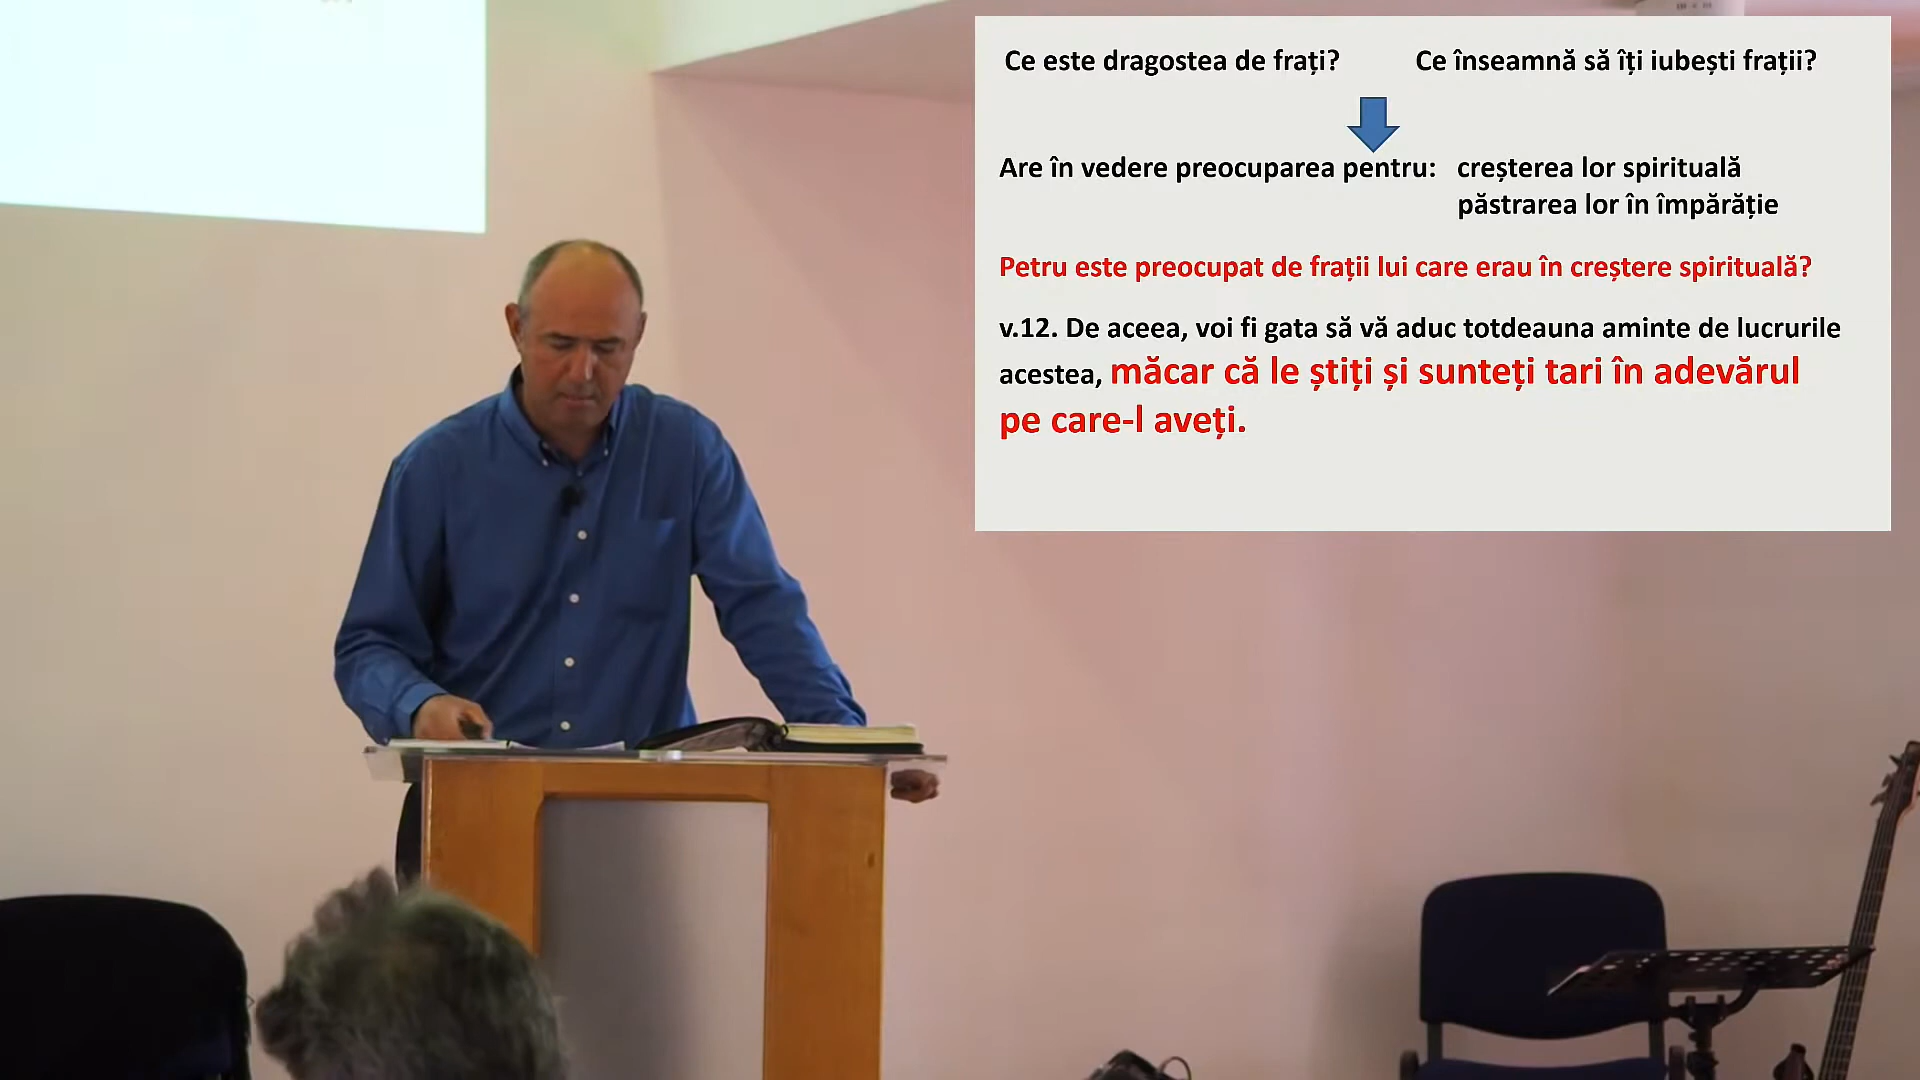 Ce este dragostea de frați? Ce înseamnă să îți iubești frații?
Are în vedere preocuparea pentru: creșterea lor spirituală
păstrarea lor în împărăție
Petru este preocupat de frații lui care erau în creștere spirituală?
v.12. De aceea, voi fi gata să vă aduc totdeauna aminte de lucrurile
acestea, măcar că le știți și sunteți tari în adevărul
pe care-l aveți.